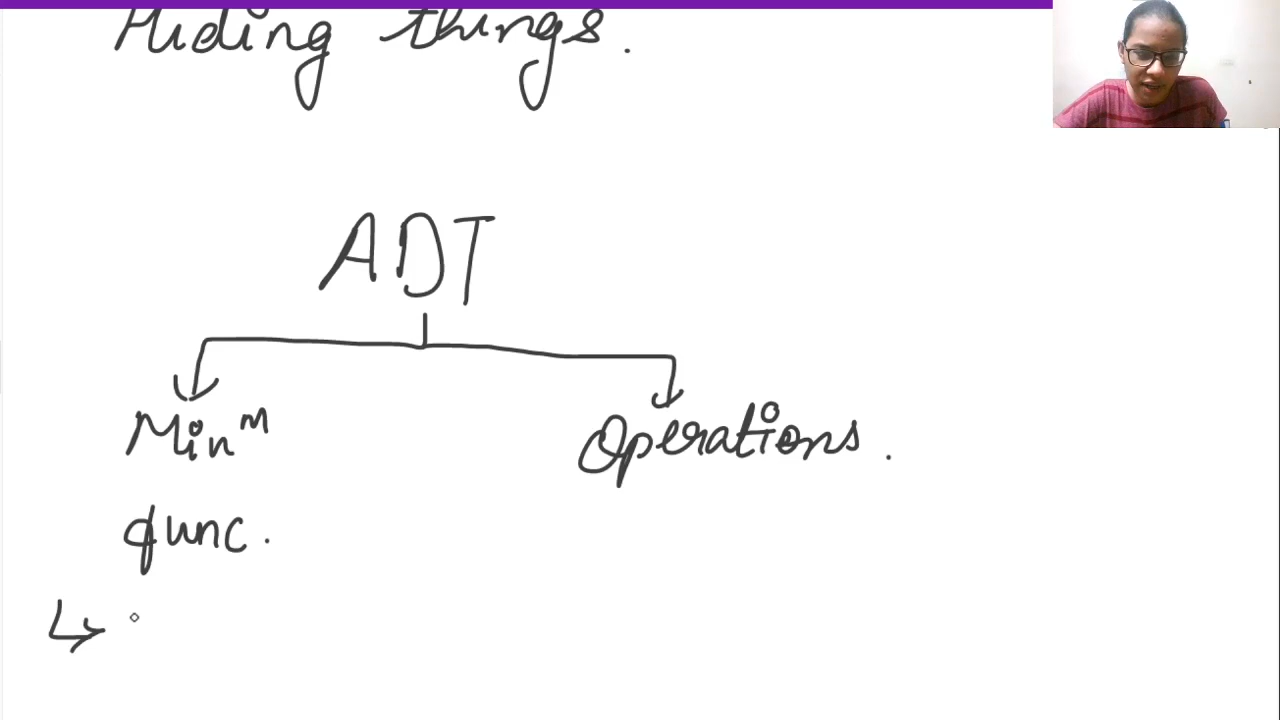 Hiding things.
ADT
Minᵐ
Operations.
func.